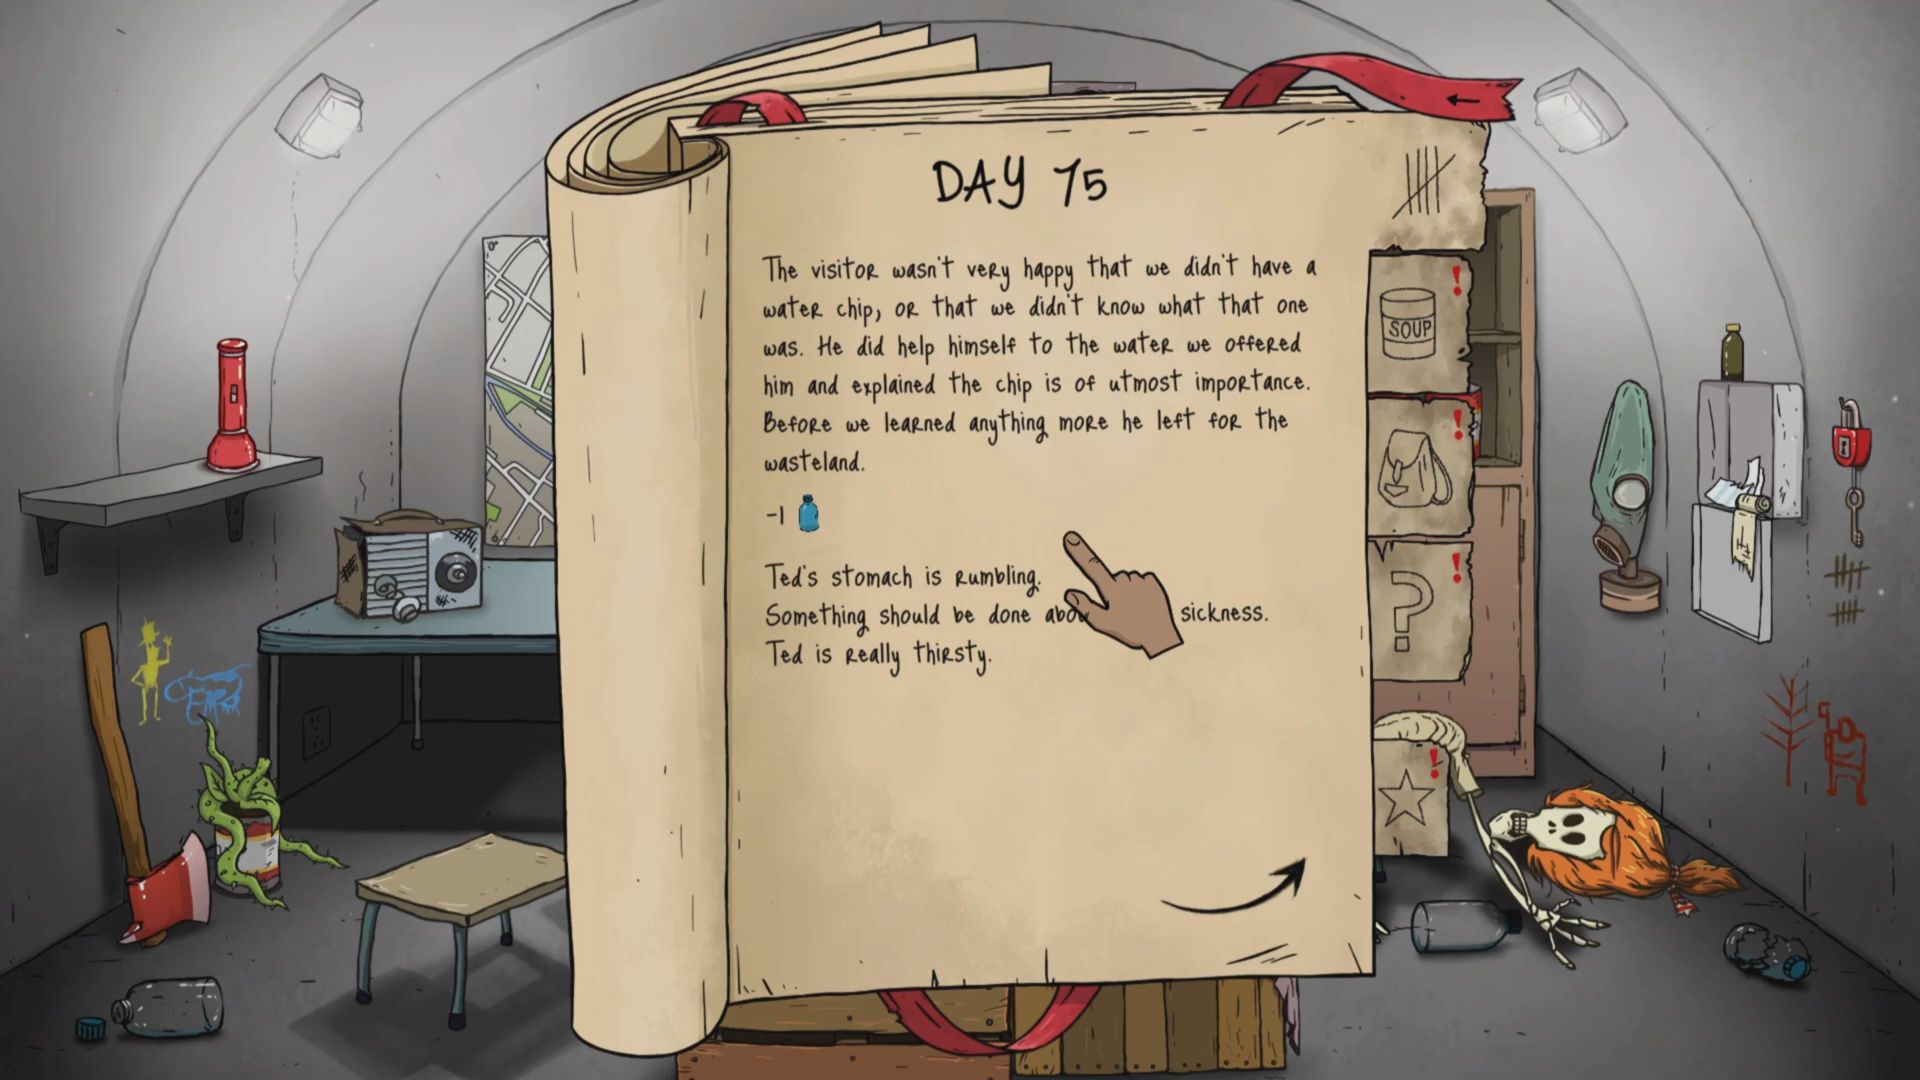 DAY 75
The visitor wasn't very happy that we didn't have a
water chip, or that we didn't know what that one
was. He did help himself to the water we offered
him and explained the chip is of utmost importance.
Before we learned anything more he left for the
wasteland.
-1
Ted's stomach is rumbling.
Something should be done sickness.
Ted is really thirsty.
SOUP
!
!
?
!
!